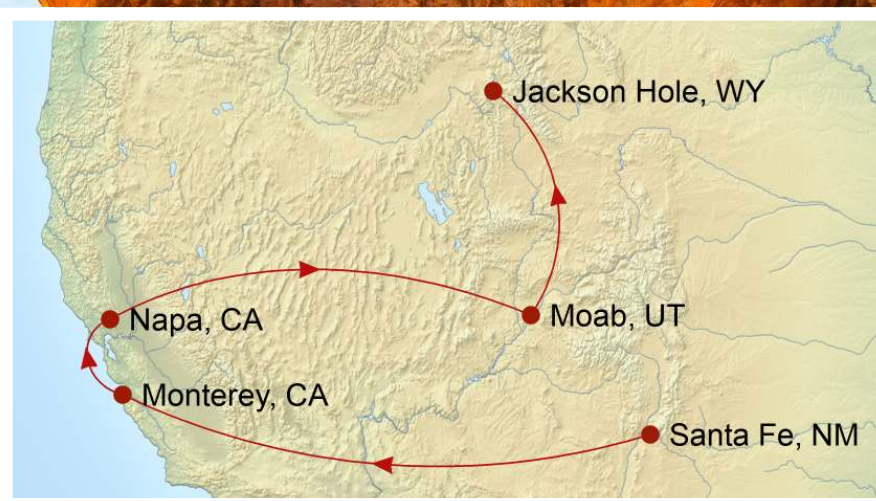 Jackson Hole, WY
Napa, CA
Moab, UT
Monterey, CA
Santa Fe, NM